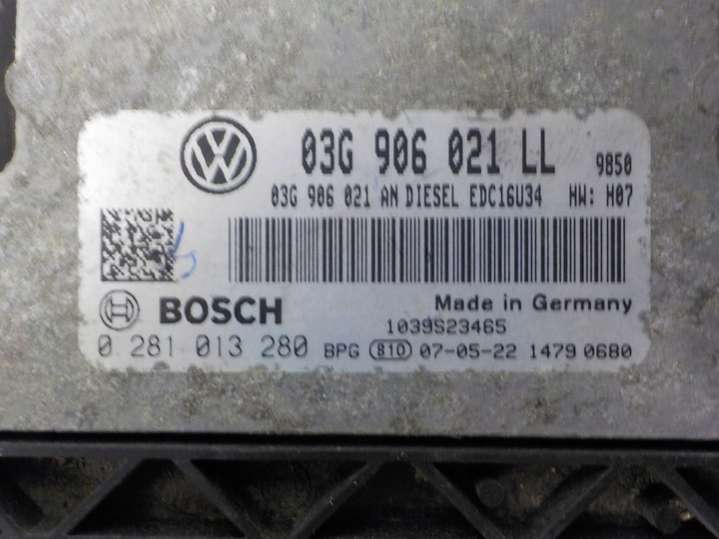 03G 906 021 LL 9850
03G 906 021 AN DIESEL EDC16U34 HW: H07
BOSCH Made in Germany
1039S23465
0 281 013 280 BPG 810 07-05-22 1479 0680